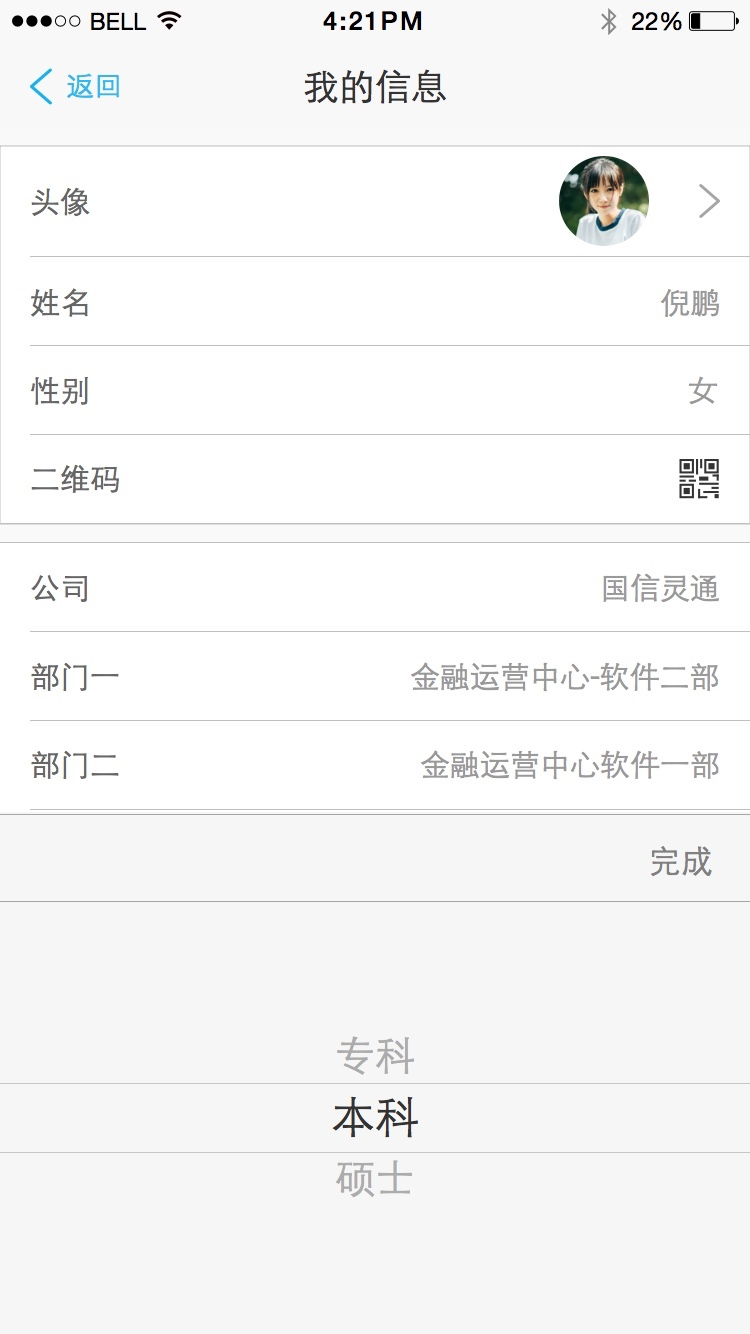 BELL 4:21PM 22%
返回 我的信息
头像
姓名 倪鹏
性别 女
二维码
公司 国信灵通
部门一 金融运营中心-软件二部
部门二 金融运营中心软件一部
完成
专科
本科
硕士